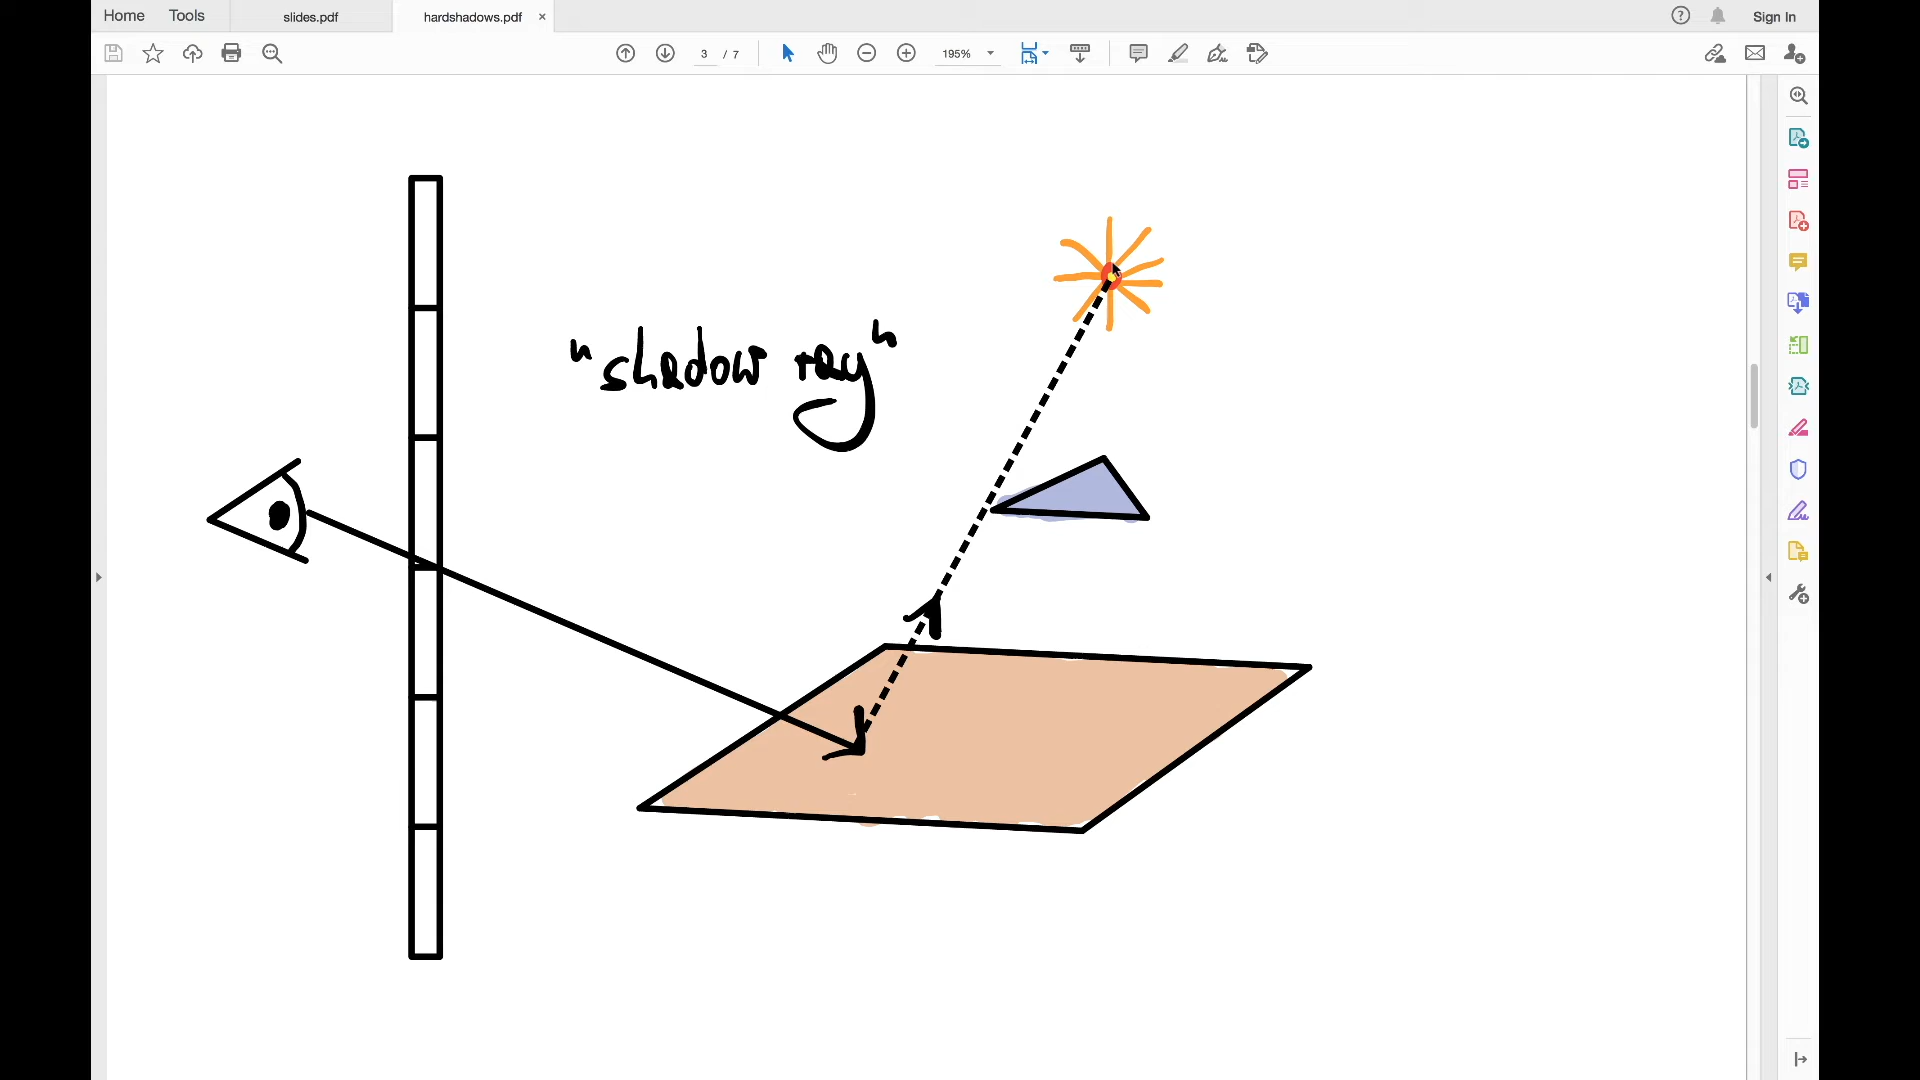 Home Tools slides.pdf hardshadows.pdf × Sign In
3 / 7 195%
"shadow ray"